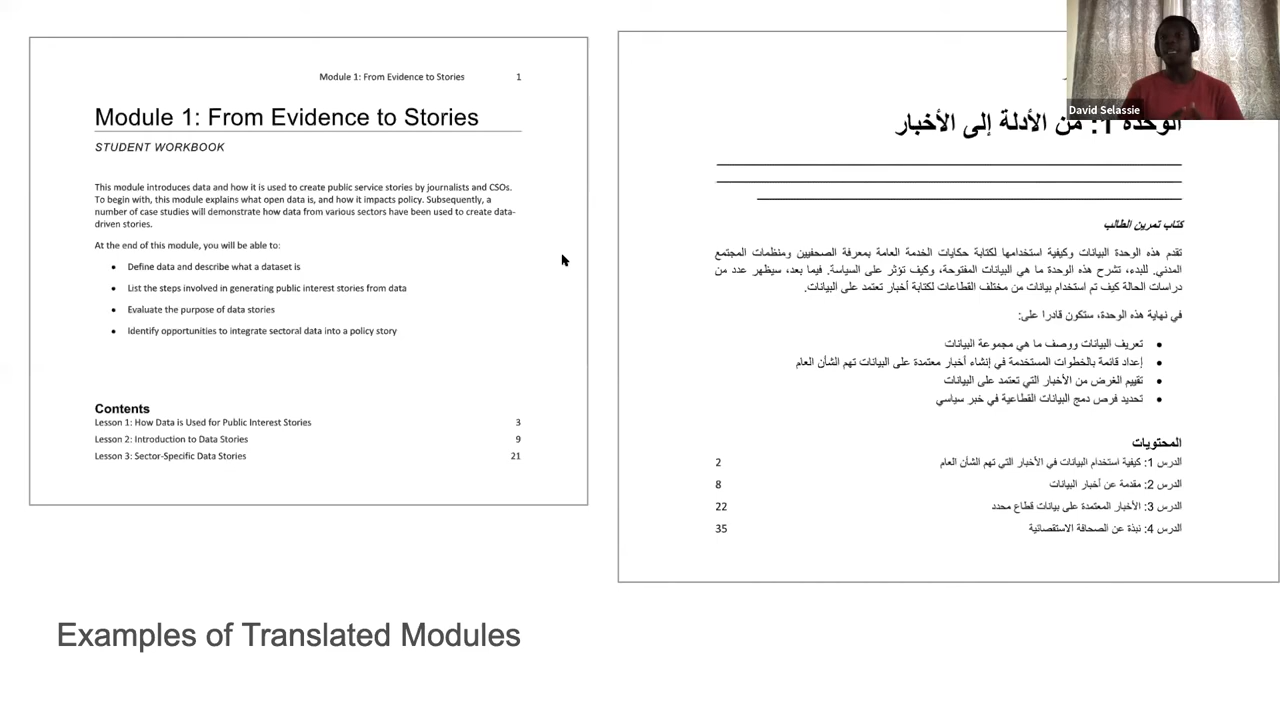 Module 1: From Evidence to Stories 1
Module 1: From Evidence to Stories
STUDENT WORKBOOK
This module introduces data and how it is used to create public service stories by journalists and CSOs.
To begin with, this module explains what open data is, and how it impacts policy. Subsequently, a
number of case studies will demonstrate how data from various sectors have been used to create data-
driven stories.
At the end of this module, you will be able to:
• Define data and describe what a dataset is
• List the steps involved in generating public interest stories from data
• Evaluate the purpose of data stories
• Identify opportunities to integrate sectoral data into a policy story
Contents
Lesson 1: How Data is Used for Public Interest Stories 3
Lesson 2: Introduction to Data Stories 9
Lesson 3: Sector-Specific Data Stories 21
David Selassie
الوحدة 1: من الأدلة إلى الأخبار
كتاب تمرين الطالب
تقدم هذه الوحدة البيانات وكيفية استخدامها لكتابة حكايات الخدمة العامة بمعرفة الصحفيين ومنظمات المجتمع
المدني. للبدء، تشرح هذه الوحدة ما هي البيانات المفتوحة، وكيف تؤثر على السياسة. فيما بعد، سيظهر عدد من
دراسات الحالة كيف تم استخدام بيانات من مختلف القطاعات لكتابة أخبار تعتمد على البيانات.
في نهاية هذه الوحدة، ستكون قادرا على:
• تعريف البيانات ووصف ما هي مجموعة البيانات
• إعداد قائمة بالخطوات المستخدمة في إنشاء أخبار معتمدة على البيانات تهم الشأن العام
• تقييم الغرض من الأخبار التي تعتمد على البيانات
• تحديد فرص دمج البيانات القطاعية في خبر سياسي
المحتويات
الدرس 1: كيفية استخدام البيانات في الأخبار التي تهم الشأن العام 2
الدرس 2: مقدمة عن أخبار البيانات 8
الدرس 3: الأخبار المعتمدة على بيانات قطاع محدد 22
الدرس 4: نبذة عن الصحافة الاستقصائية 35
Examples of Translated Modules